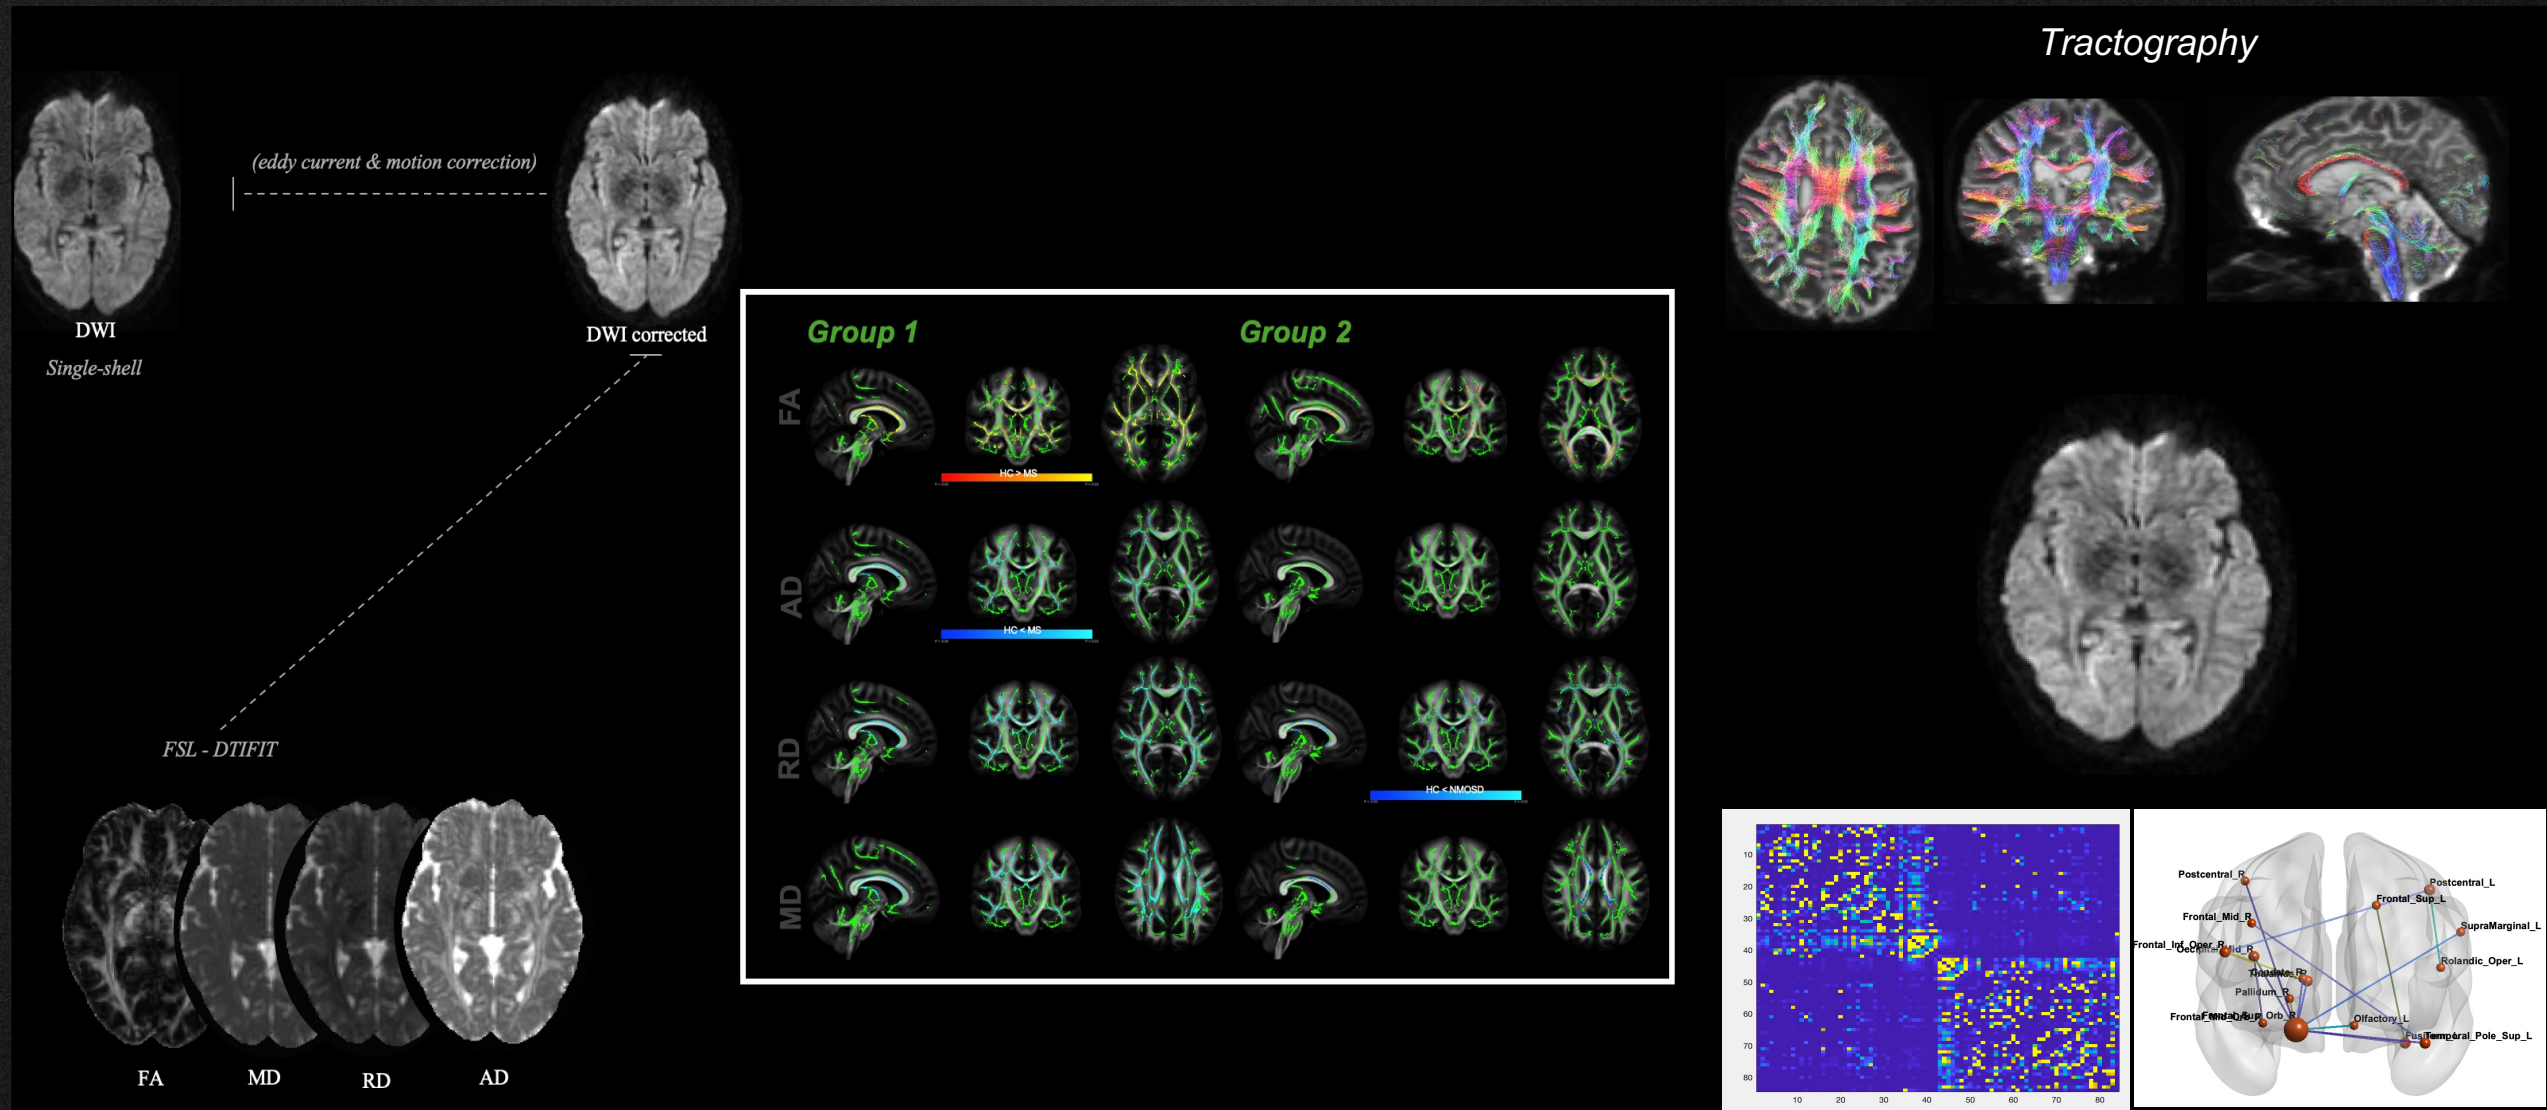 Tractography
(eddy current & motion correction)
DWI
Single-shell
DWI corrected
FSL - DTIFIT
FA
MD
RD
AD
Group 1
Group 2
FA
HC > MS
AD
HC < MS
RD
HC < NMOSD
MD
10
20
30
40
50
60
70
80
10
20
30
40
50
60
70
80
Postcentral_R
Postcentral_L
Frontal_Sup_L
Frontal_Mid_R
SupraMarginal_L
Frontal_Inf_Oper_R
Rolandic_Oper_L
Pallidum_R
Olfactory_L
Temporal_Pole_Sup_L